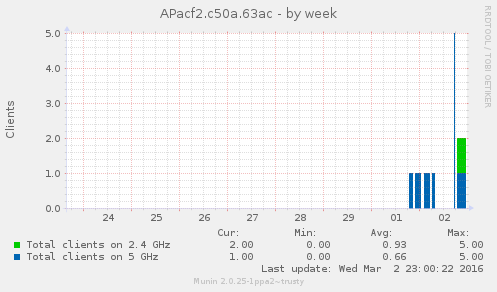 APacf2.c50a.63ac - by week
RRDTOOL / TOBI OETIKER
Clients
5.0
4.0
3.0
2.0
1.0
0.0
24 25 26 27 28 29 01 02
Cur: Min: Avg: Max:
Total clients on 2.4 GHz 2.00 0.00 0.93 5.00
Total clients on 5 GHz 1.00 0.00 0.66 5.00
Last update: Wed Mar 2 23:00:22 2016
Munin 2.0.25-1ppa2~trusty